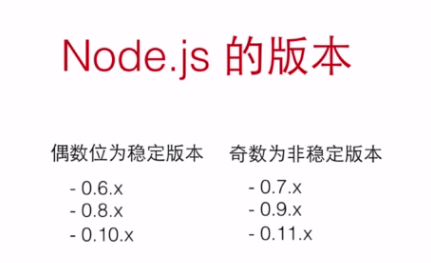 Node.js 的版本
偶数位为稳定版本
- 0.6.x
- 0.8.x
- 0.10.x
奇数为非稳定版本
- 0.7.x
- 0.9.x
- 0.11.x